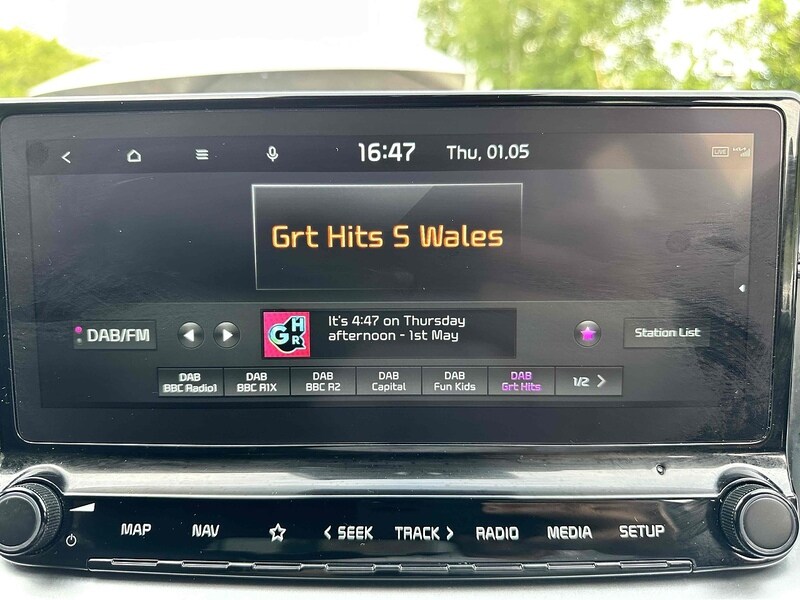 16:47 Thu, 01.05 LIVE
Grt Hits S Wales
DAB/FM
GHR
It's 4:47 on Thursday
afternoon - 1st May
Station List
DAB
BBC Radio1
DAB
BBC R1X
DAB
BBC R2
DAB
Capital
DAB
Fun Kids
DAB
Grt Hits
1/2 >
MAP NAV < SEEK TRACK > RADIO MEDIA SETUP